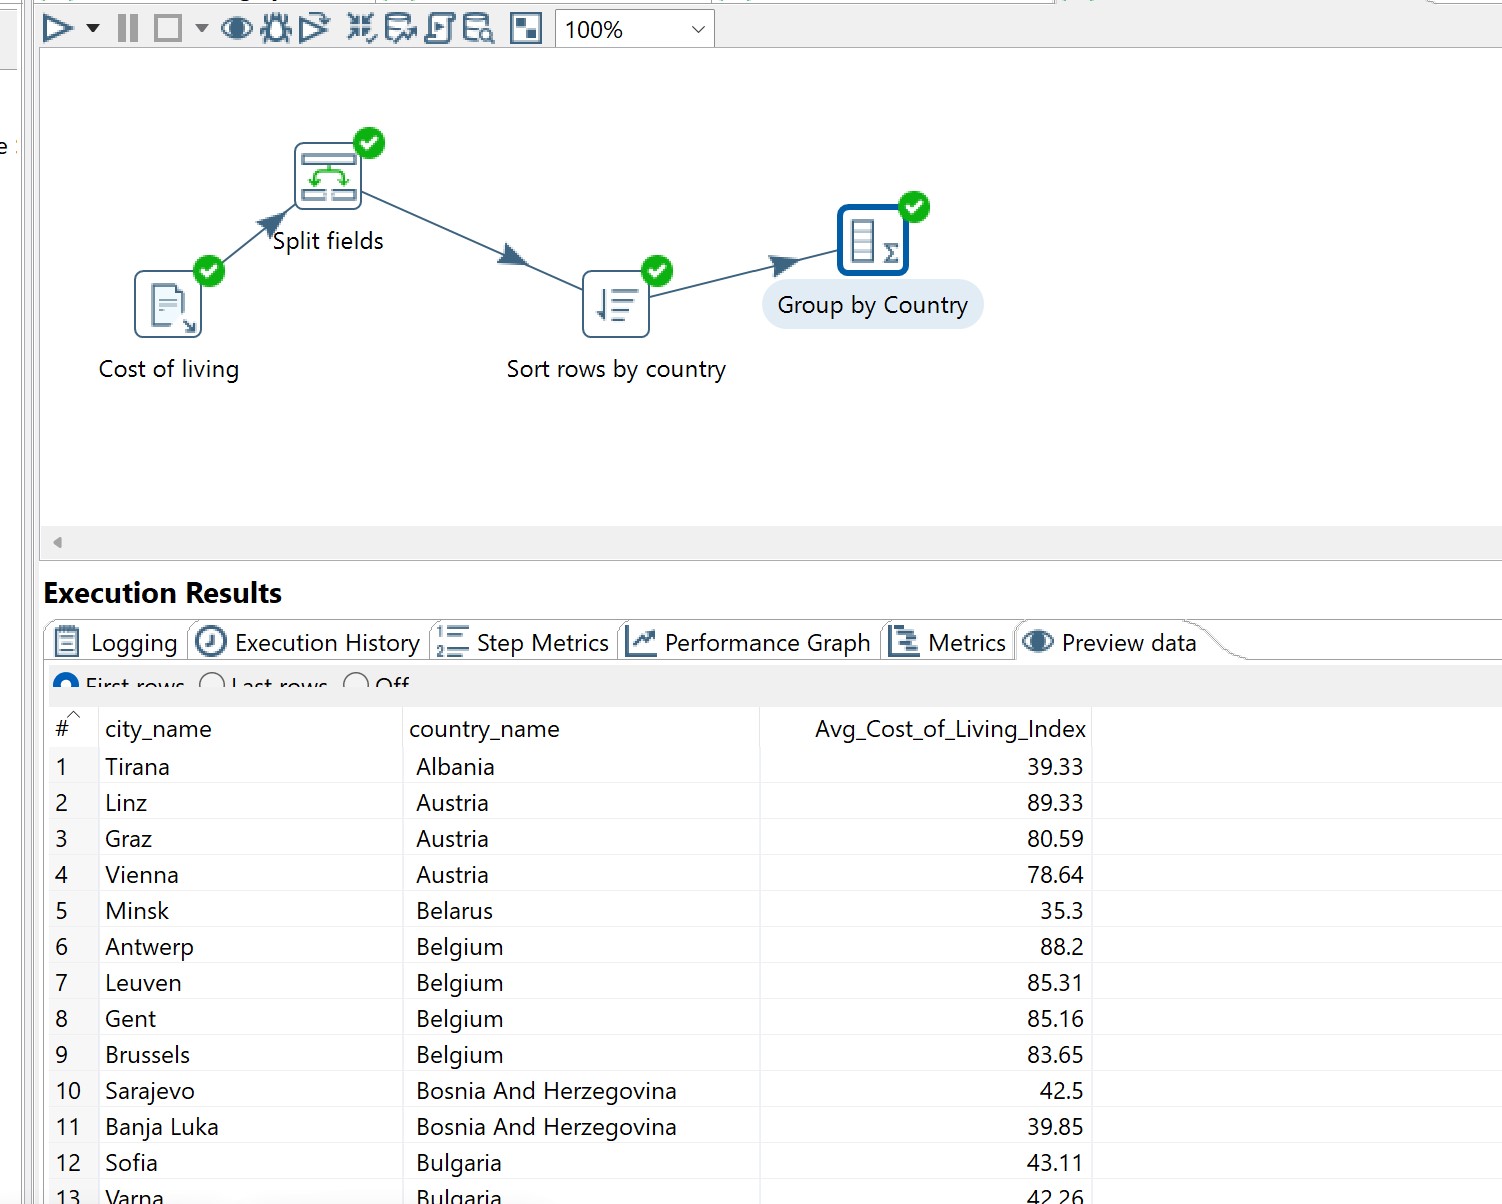 e :
100%
Split fields
Group by Country
Cost of living
Sort rows by country
Execution Results
Logging Execution History Step Metrics Performance Graph Metrics Preview data
First rows Last rows Off
# city_name country_name Avg_Cost_of_Living_Index
1 Tirana Albania 39.33
2 Linz Austria 89.33
3 Graz Austria 80.59
4 Vienna Austria 78.64
5 Minsk Belarus 35.3
6 Antwerp Belgium 88.2
7 Leuven Belgium 85.31
8 Gent Belgium 85.16
9 Brussels Belgium 83.65
10 Sarajevo Bosnia And Herzegovina 42.5
11 Banja Luka Bosnia And Herzegovina 39.85
12 Sofia Bulgaria 43.11
13 Varna Bulgaria 42.26